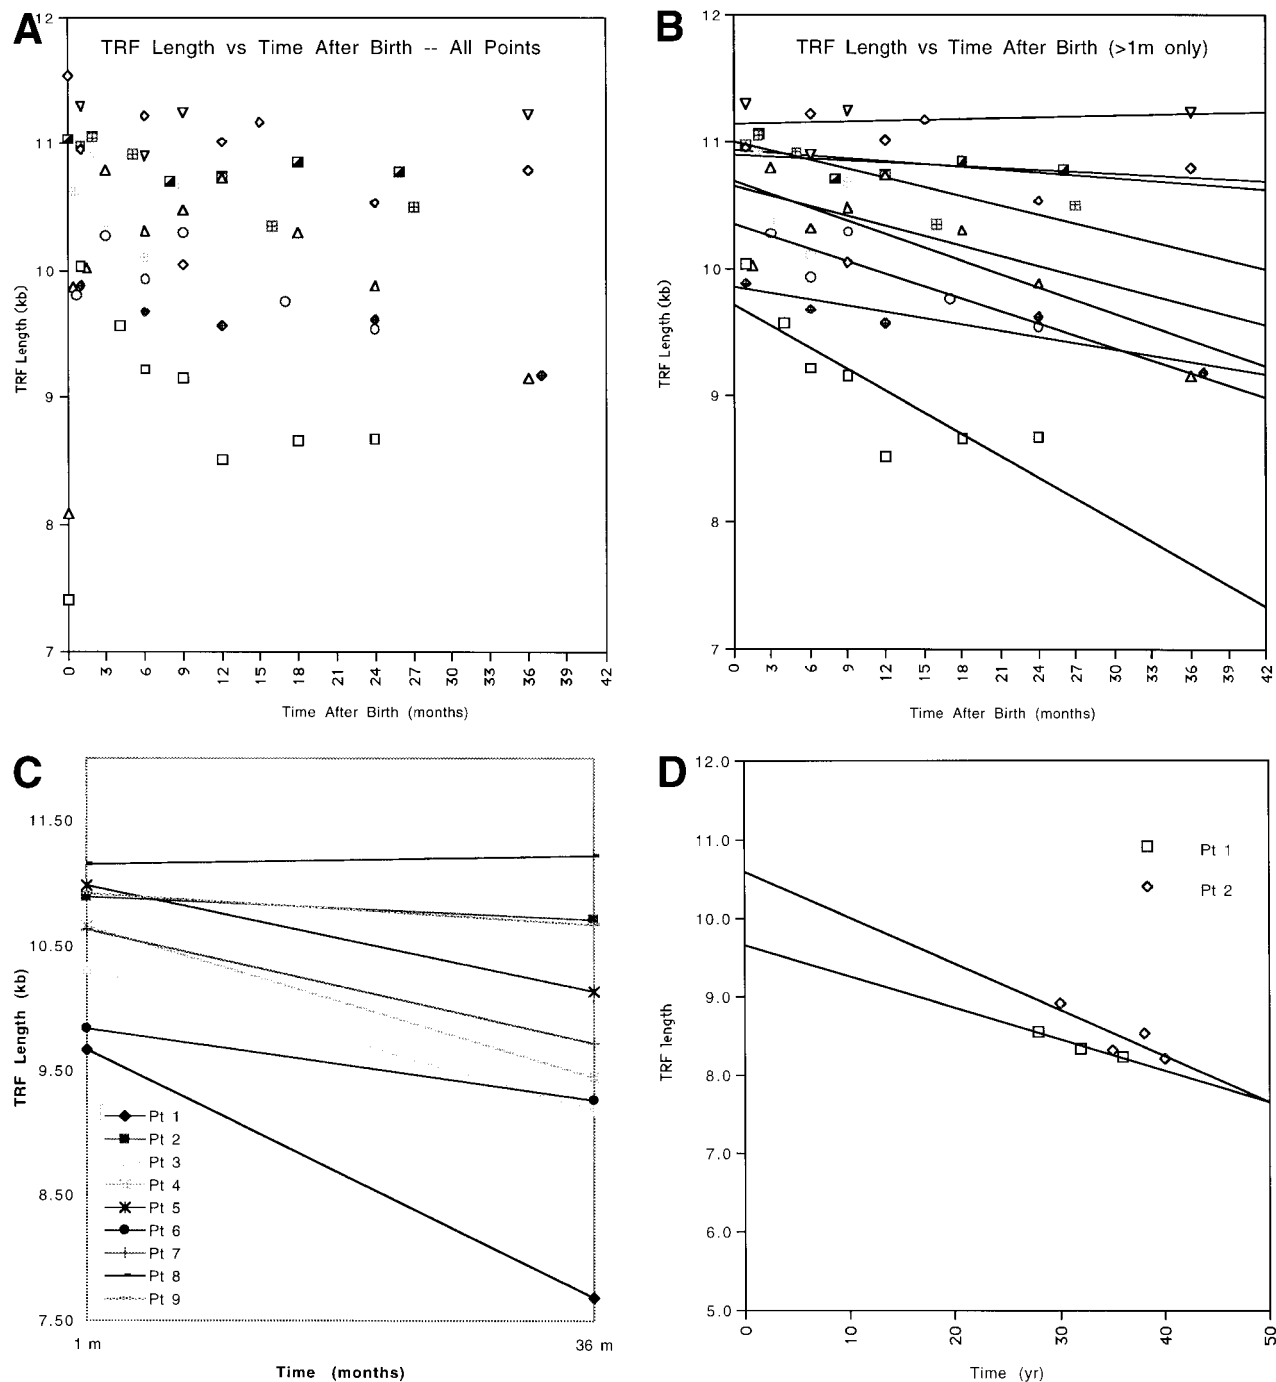 A
TRF Length vs Time After Birth -- All Points
12
11
10
9
8
7
TRF Length (kb)
0 3 6 9 12 15 18 21 24 27 30 33 36 39 42
Time After Birth (months)
B
TRF Length vs Time After Birth (>1m only)
12
11
10
9
8
7
TRF Length (kb)
0 3 6 9 12 15 18 21 24 27 30 33 36 39 42
Time After Birth (months)
C
11.50
10.50
9.50
8.50
7.50
TRF Length (kb)
Pt 1
Pt 2
Pt 3
Pt 4
Pt 5
Pt 6
Pt 7
Pt 8
Pt 9
1 m 36 m
Time (months)
D
12.0
11.0
10.0
9.0
8.0
7.0
6.0
5.0
TRF length
Pt 1
Pt 2
0 10 20 30 40 50
Time (yr)